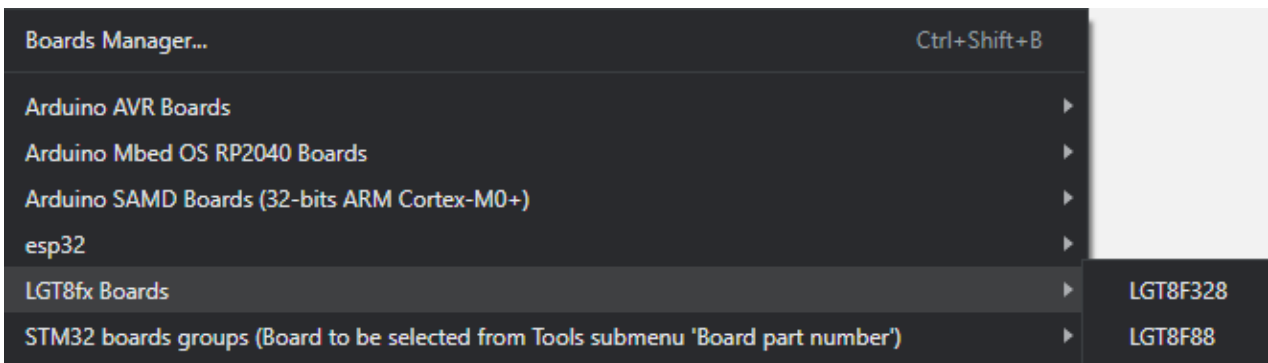 Boards Manager... Ctrl+Shift+B
Arduino AVR Boards
Arduino Mbed OS RP2040 Boards
Arduino SAMD Boards (32-bits ARM Cortex-M0+)
esp32
LGT8fx Boards
LGT8F328
STM32 boards groups (Board to be selected from Tools submenu 'Board part number')
LGT8F88